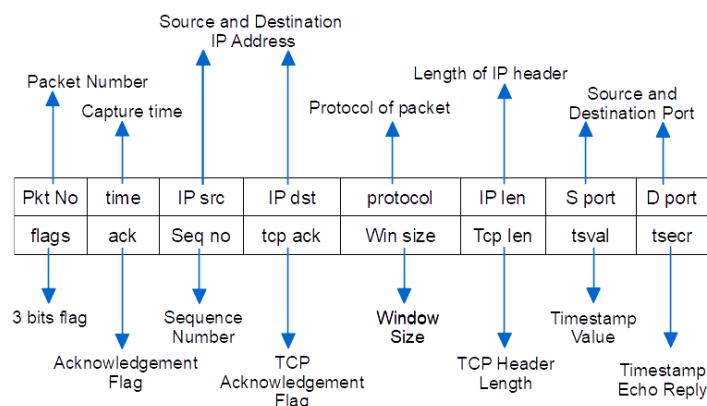 Source and Destination
IP Address
Packet Number
Capture time
Protocol of packet
Length of IP header
Source and
Destination Port
Pkt No time IP src IP dst protocol IP len S port D port
flags ack Seq no tcp ack Win size Tcp len tsval tsecr
3 bits flag
Acknowledgement
Flag
Sequence
Number
TCP
Acknowledgement
Flag
Window
Size
TCP Header
Length
Timestamp
Value
Timestamp
Echo Reply